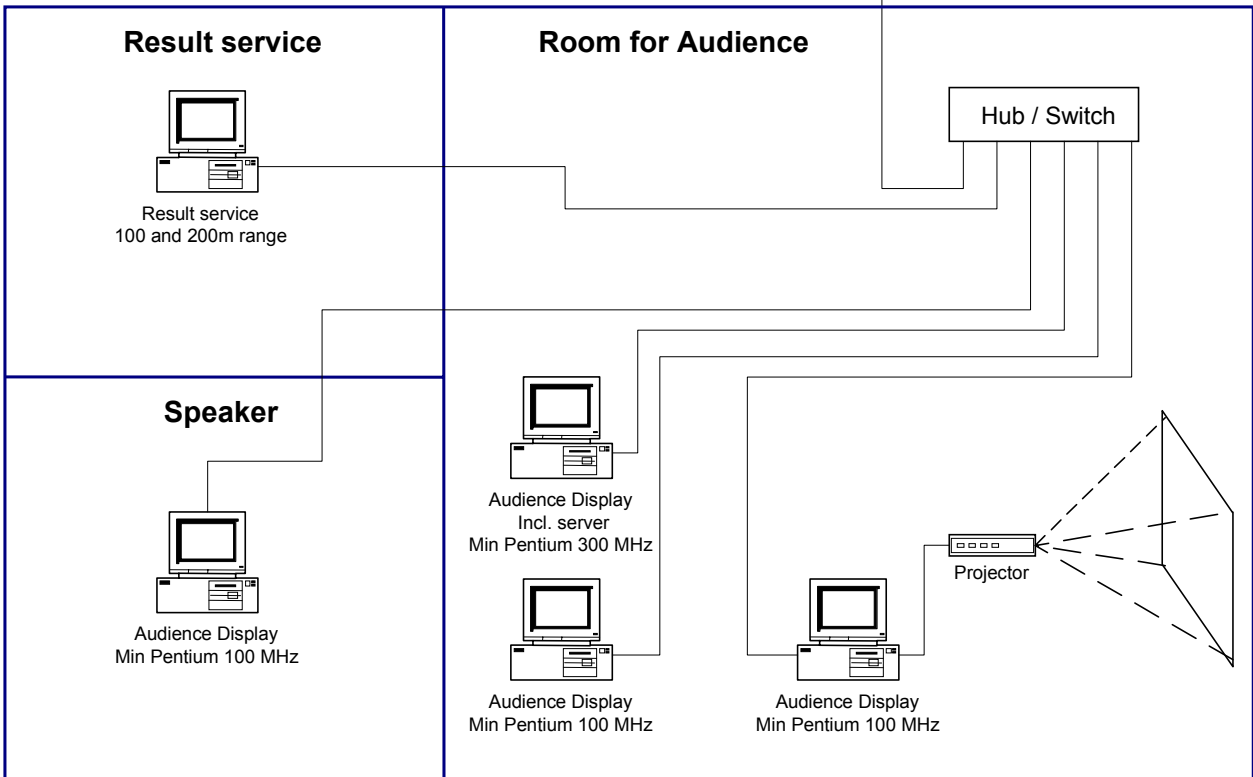 Result service
Room for Audience
Hub / Switch
Result service
100 and 200m range
Speaker
Audience Display
Incl. server
Min Pentium 300 MHz
Projector
Audience Display
Min Pentium 100 MHz
Audience Display
Min Pentium 100 MHz
Audience Display
Min Pentium 100 MHz